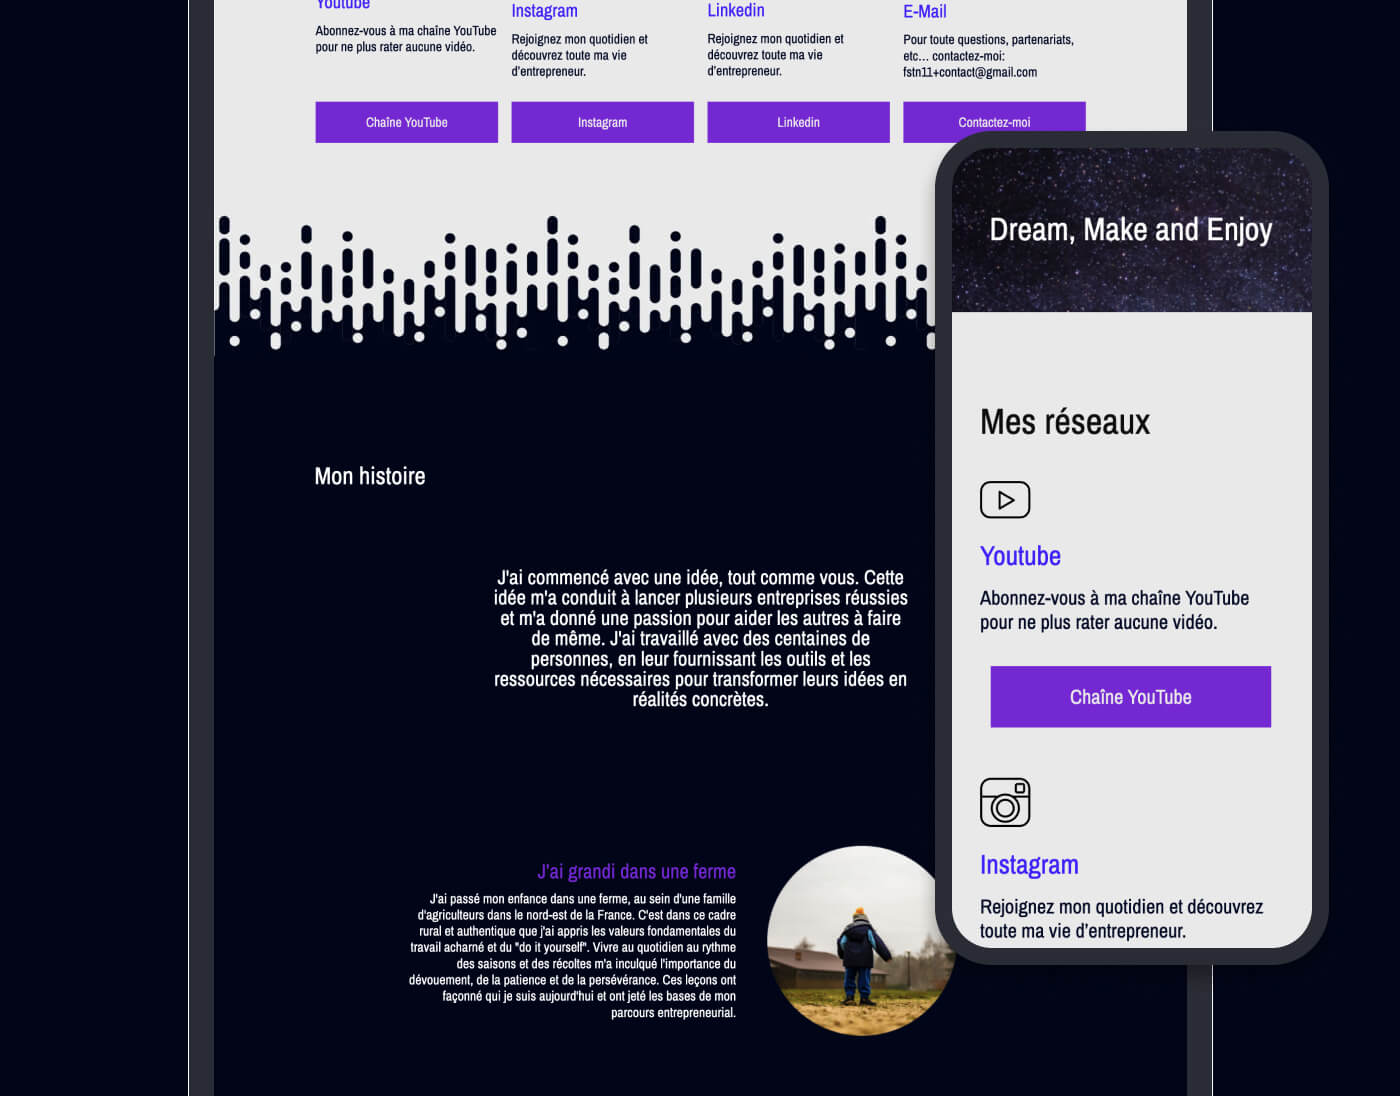 Youtube
Abonnez-vous à ma chaîne YouTube
pour ne plus rater aucune vidéo.
Chaîne YouTube
Instagram
Rejoignez mon quotidien et
découvrez toute ma vie
d'entrepreneur.
Instagram
Linkedin
Rejoignez mon quotidien et
découvrez toute ma vie
d'entrepreneur.
Linkedin
E-Mail
Pour toute questions, partenariats,
etc... contactez-moi:
fstn11+contact@gmail.com
Contactez-moi
Mon histoire
J'ai commencé avec une idée, tout comme vous. Cette
idée m'a conduit à lancer plusieurs entreprises réussies
et m'a donné une passion pour aider les autres à faire
de même. J'ai travaillé avec des centaines de
personnes, en leur fournissant les outils et les
ressources nécessaires pour transformer leurs idées en
réalités concrètes.
J'ai grandi dans une ferme
J'ai passé mon enfance dans une ferme, au sein d'une famille
d'agriculteurs dans le nord-est de la France. C'est dans ce cadre
rural et authentique que j'ai appris les valeurs fondamentales du
travail acharné et du "do it yourself". Vivre au quotidien au rythme
des saisons et des récoltes m'a inculqué l'importance du
dévouement, de la patience et de la persévérance. Ces leçons ont
façonné qui je suis aujourd'hui et ont jeté les bases de mon
parcours entrepreneurial.
Dream, Make and Enjoy
Mes réseaux
Youtube
Abonnez-vous à ma chaîne YouTube
pour ne plus rater aucune vidéo.
Chaîne YouTube
Instagram
Rejoignez mon quotidien et découvrez
toute ma vie d'entrepreneur.